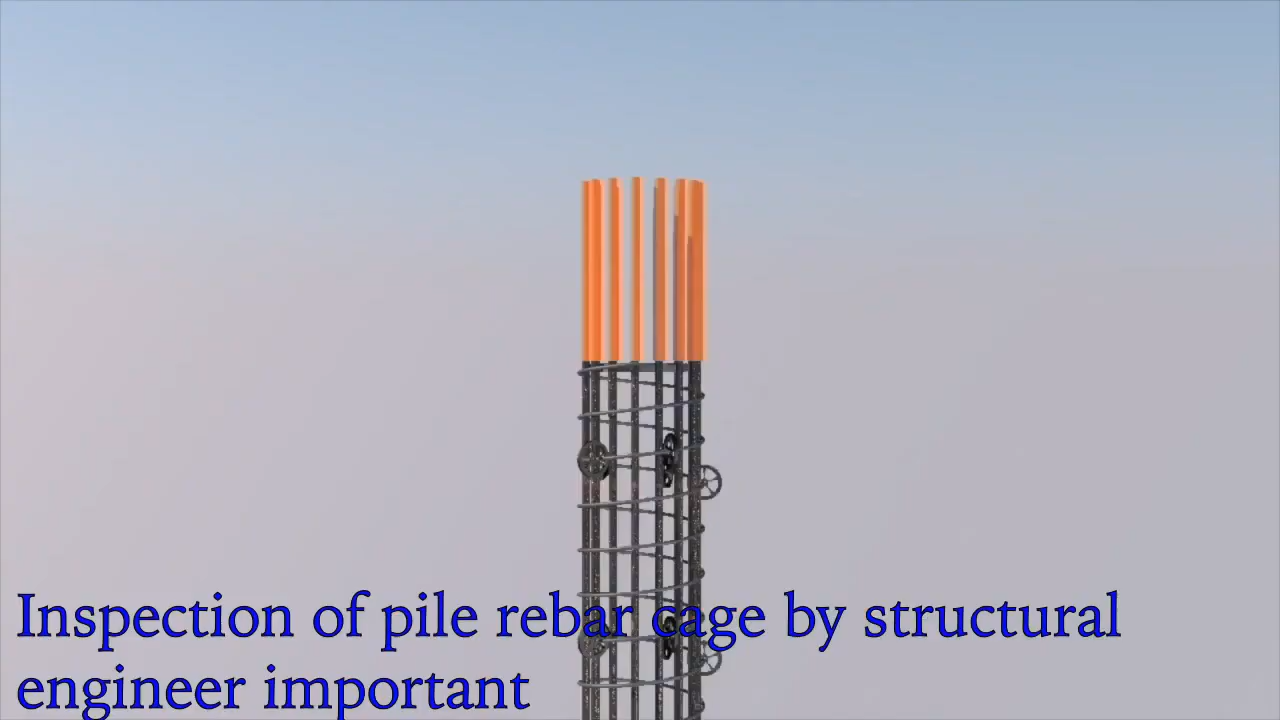 Inspection of pile rebar cage by structural
engineer important